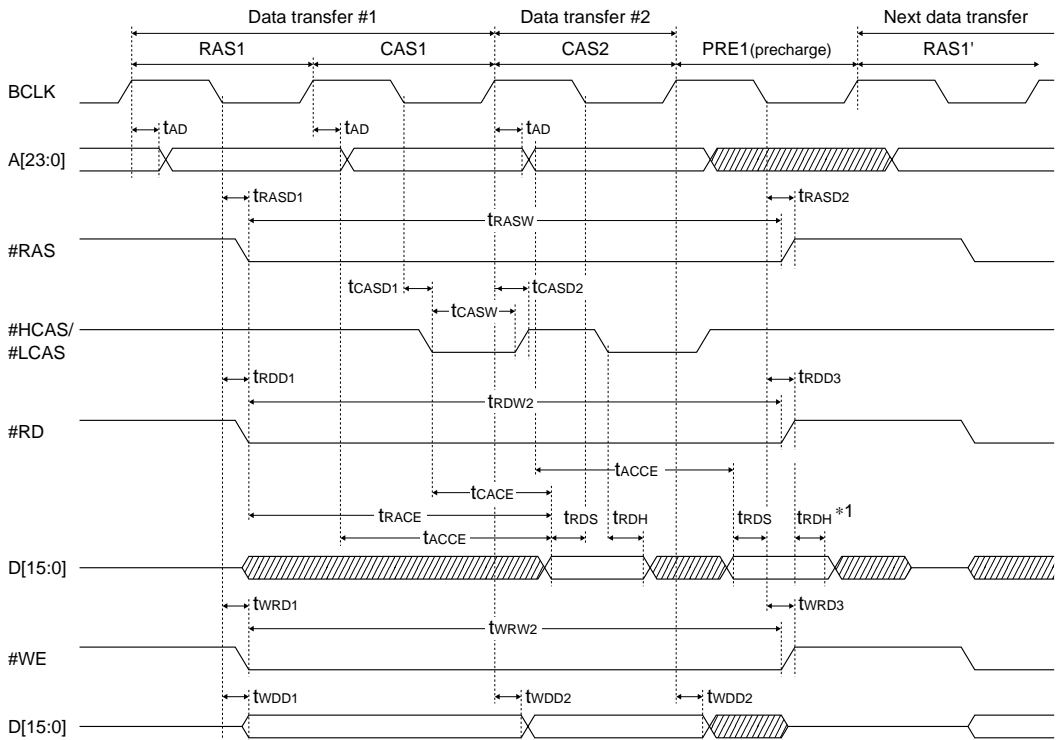 Data transfer #1 Data transfer #2 Next data transfer
RAS1 CAS1 CAS2 PRE1(precharge) RAS1'
BCLK
tAD tAD tAD
A[23:0]
tRASD1 tRASD2
tRASW
#RAS
tCASD1 tCASD2
tCASW
#HCAS/
#LCAS
tRDD1 tRDD3
tRDW2
#RD
tACCE
tCACE
tRACE tRDS tRDH tRDS tRDH *1
tACCE
D[15:0]
tWRD1 tWRD3
tWRW2
#WE
tWDD1 tWDD2 tWDD2
D[15:0]